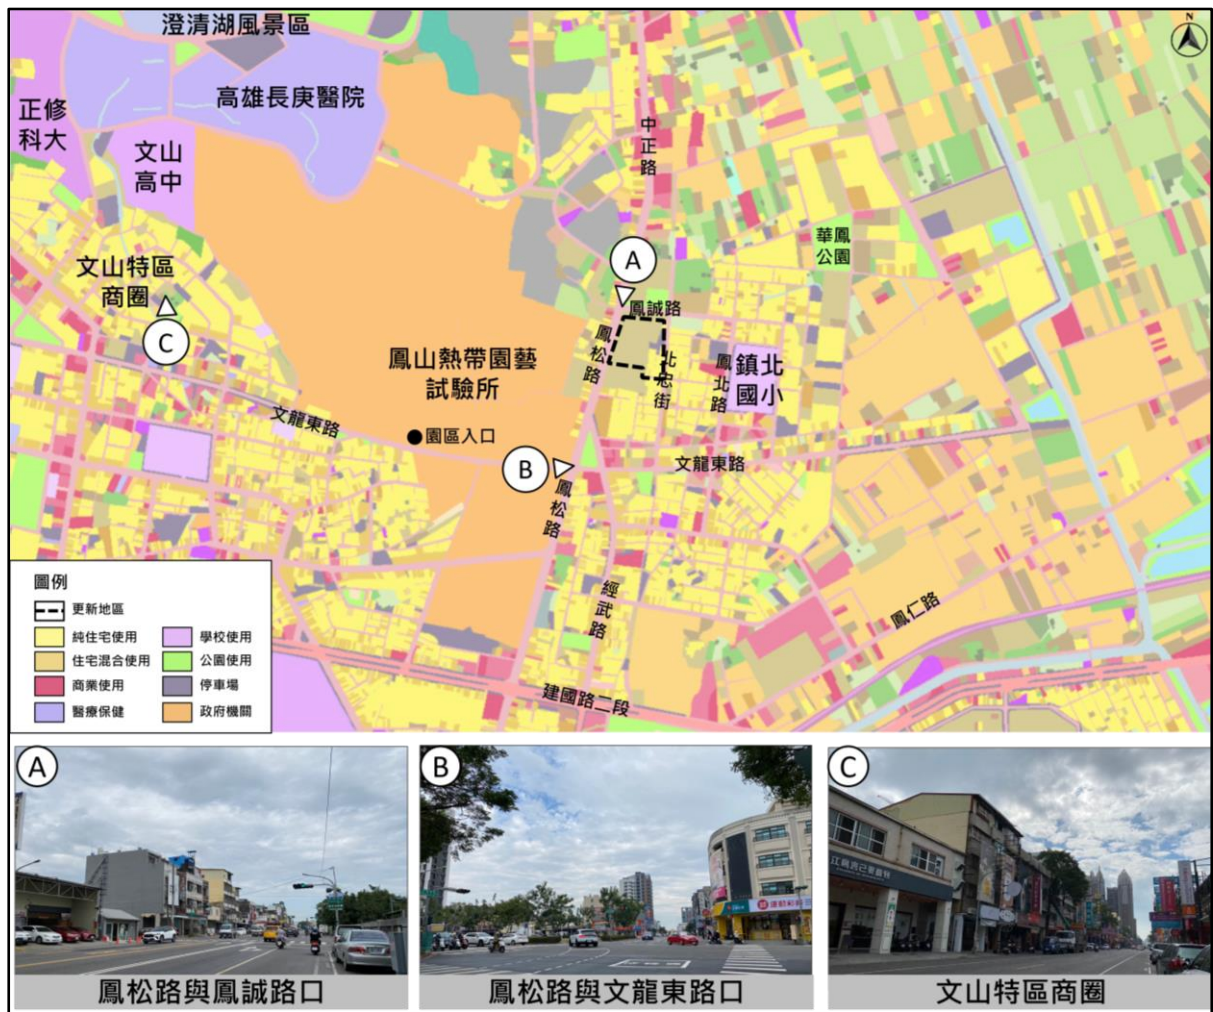 澄清湖風景區
N
高雄長庚醫院
正修
科大
文山
高中
中正路
華鳳
公園
A
文山特區
商圈
鳳誠路
C
鳳松路
鳳山熱帶園藝
試驗所
北忠街
鳳北路
鎮北
國小
文龍東路
園區入口
B
文龍東路
鳳松路
經武路
鳳仁路
建國路二段
圖例
更新地區
純住宅使用
學校使用
住宅混合使用
公園使用
商業使用
停車場
醫療保健
政府機關
A
B
C
鳳松路與鳳誠路口
鳳松路與文龍東路口
文山特區商圈